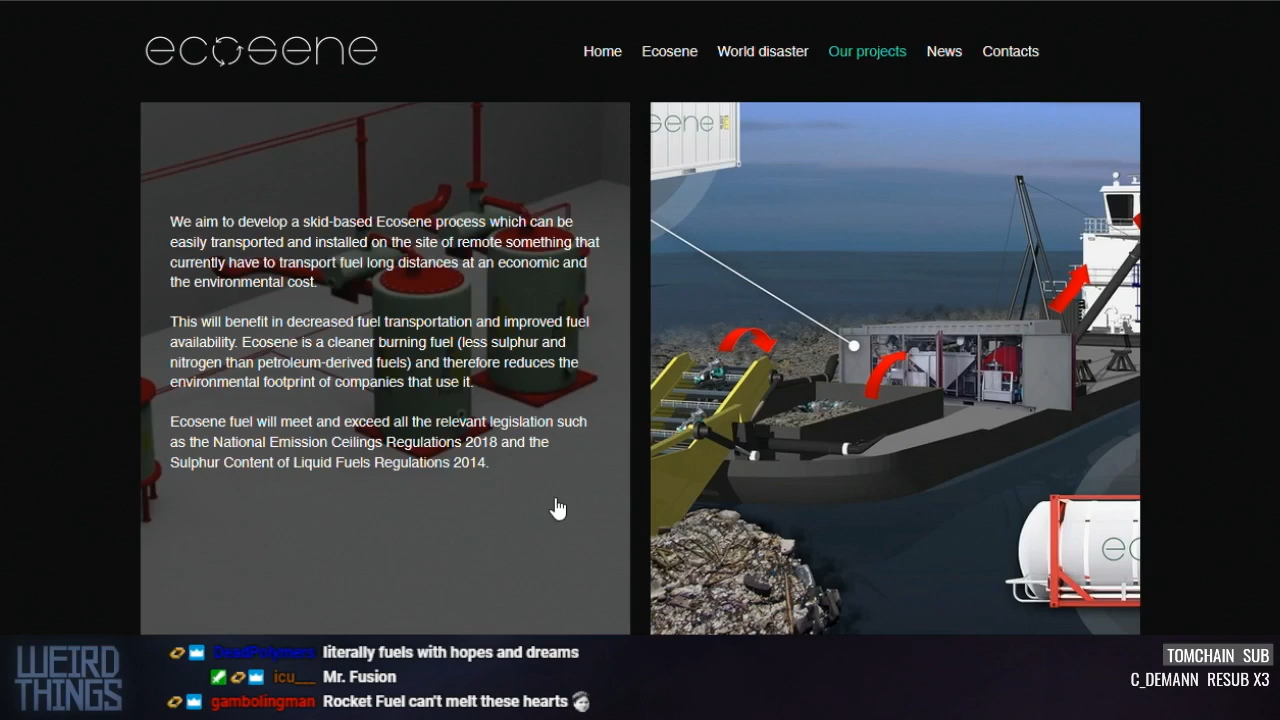 ecosene
Home Ecosene World disaster Our projects News Contacts
sene
We aim to develop a skid-based Ecosene process which can be
easily transported and installed on the site of remote something that
currently have to transport fuel long distances at an economic and
the environmental cost.
This will benefit in decreased fuel transportation and improved fuel
availability. Ecosene is a cleaner burning fuel (less sulphur and
nitrogen than petroleum-derived fuels) and therefore reduces the
environmental footprint of companies that use it.
Ecosene fuel will meet and exceed all the relevant legislation such
as the National Emission Ceilings Regulations 2018 and the
Sulphur Content of Liquid Fuels Regulations 2014.
ec
WEIRD
THINGS
DeadPolymers literally fuels with hopes and dreams
icu___ Mr. Fusion
gambolingman Rocket Fuel can't melt these hearts
TOMCHAIN SUB
C_DEMANN RESUB X3